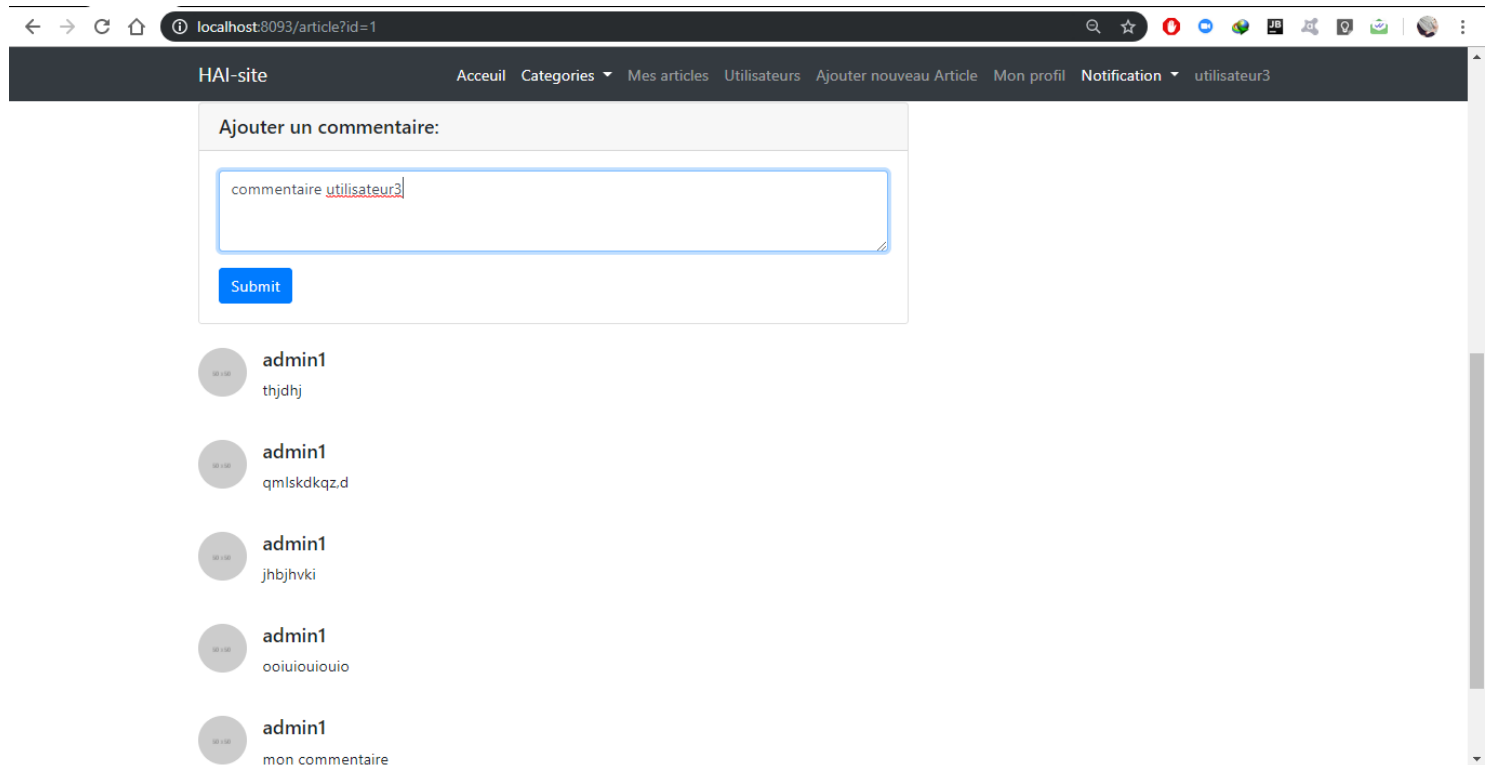 localhost:8093/article?id=1
HAI-site Acceuil Categories Mes articles Utilisateurs Ajouter nouveau Article Mon profil Notification utilisateur3
Ajouter un commentaire:
commentaire utilisateur3
Submit
admin1
thjdhj
admin1
qmlskdkqz,d
admin1
jhbjhvki
admin1
ooiuiouiouio
admin1
mon commentaire